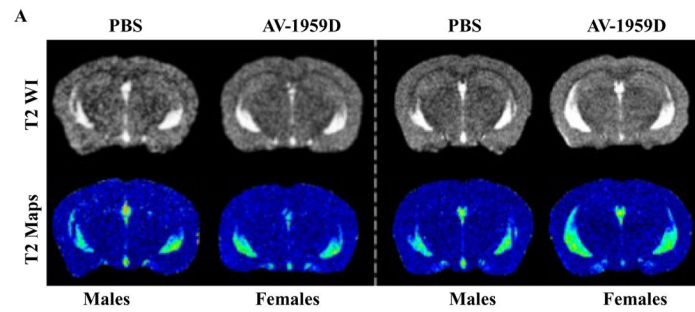 A
PBS AV-1959D PBS AV-1959D
T2 WI
T2 Maps
Males Females Males Females